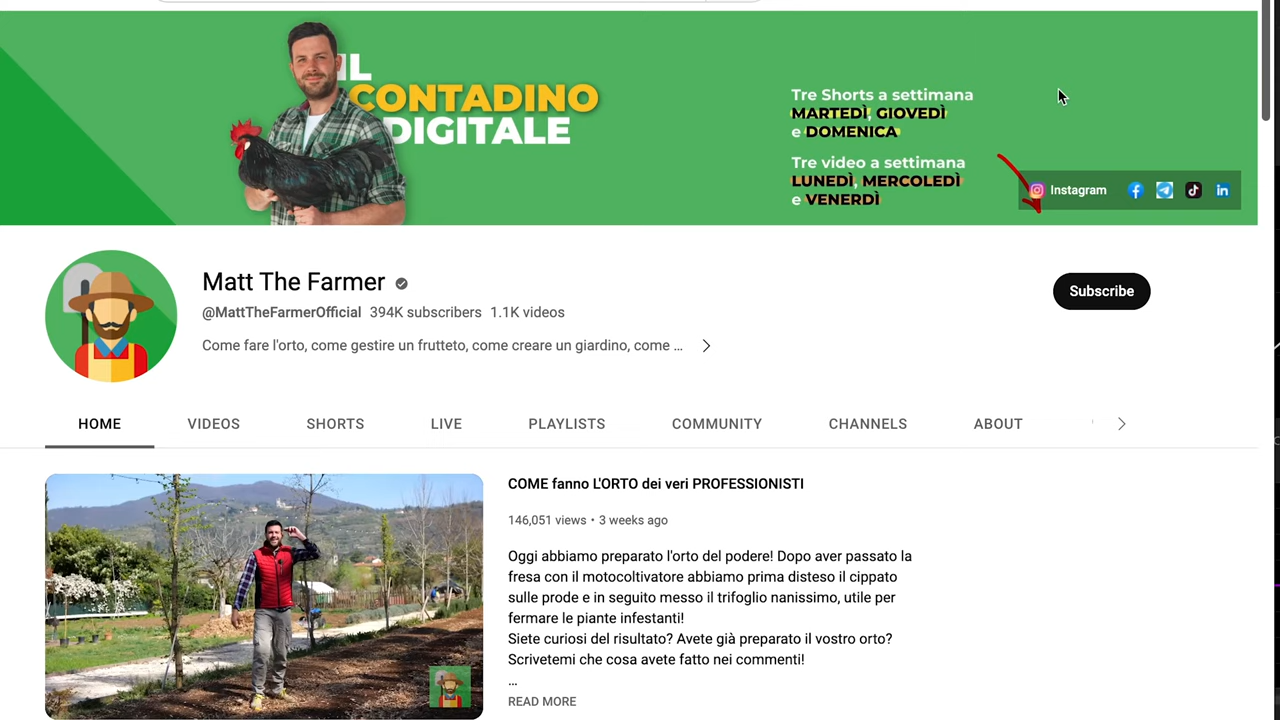 IL
CONTADINO
DIGITALE
Tre Shorts a settimana
MARTEDÌ, GIOVEDÌ
e DOMENICA
Tre video a settimana
LUNEDÌ, MERCOLEDÌ
e VENERDÌ
Instagram
Matt The Farmer
@MattTheFarmerOfficial 394K subscribers 1.1K videos
Come fare l'orto, come gestire un frutteto, come creare un giardino, come ...
Subscribe
HOME VIDEOS SHORTS LIVE PLAYLISTS COMMUNITY CHANNELS ABOUT
COME fanno L'ORTO dei veri PROFESSIONISTI
146,051 views • 3 weeks ago
Oggi abbiamo preparato l'orto del podere! Dopo aver passato la
fresa con il motocoltivatore abbiamo prima disteso il cippato
sulle prode e in seguito messo il trifoglio nanissimo, utile per
fermare le piante infestanti!
Siete curiosi del risultato? Avete già preparato il vostro orto?
Scrivetemi che cosa avete fatto nei commenti!
...
READ MORE